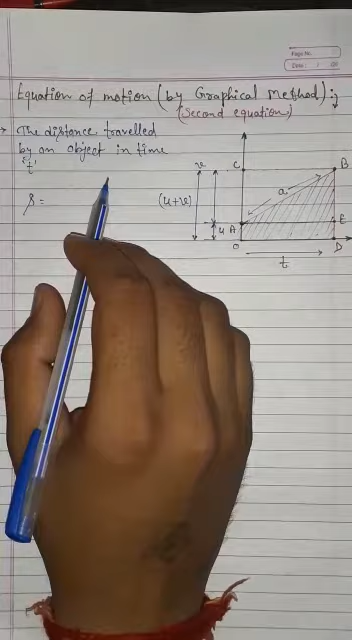 Page No.
Date: / /
Equation of motion (by Graphical Method):→
(Second equation)
→ The distance travelled
by an object in time
't'
S =
v
C
B
a
(u+v)
u
A
E
O
D
t